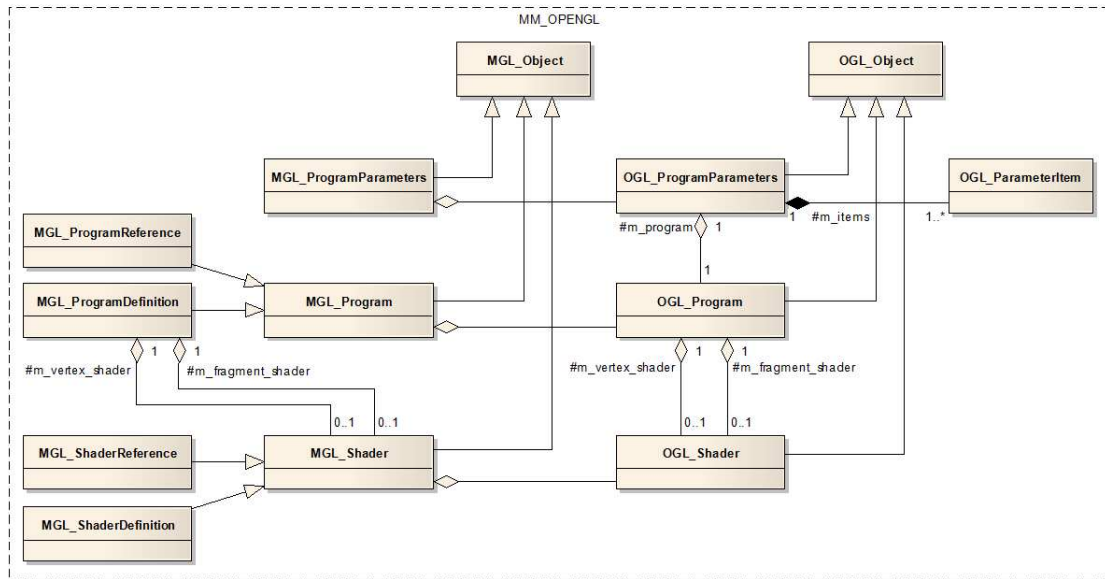 MM_OPENGL
MGL_Object
OGL_Object
MGL_ProgramParameters
OGL_ProgramParameters
OGL_ParameterItem
1
#m_items
1..*
#m_program
1
1
MGL_ProgramReference
MGL_ProgramDefinition
MGL_Program
OGL_Program
1
1
#m_vertex_shader
#m_fragment_shader
0..1
0..1
1
1
#m_vertex_shader
#m_fragment_shader
0..1
0..1
MGL_ShaderReference
MGL_Shader
OGL_Shader
MGL_ShaderDefinition